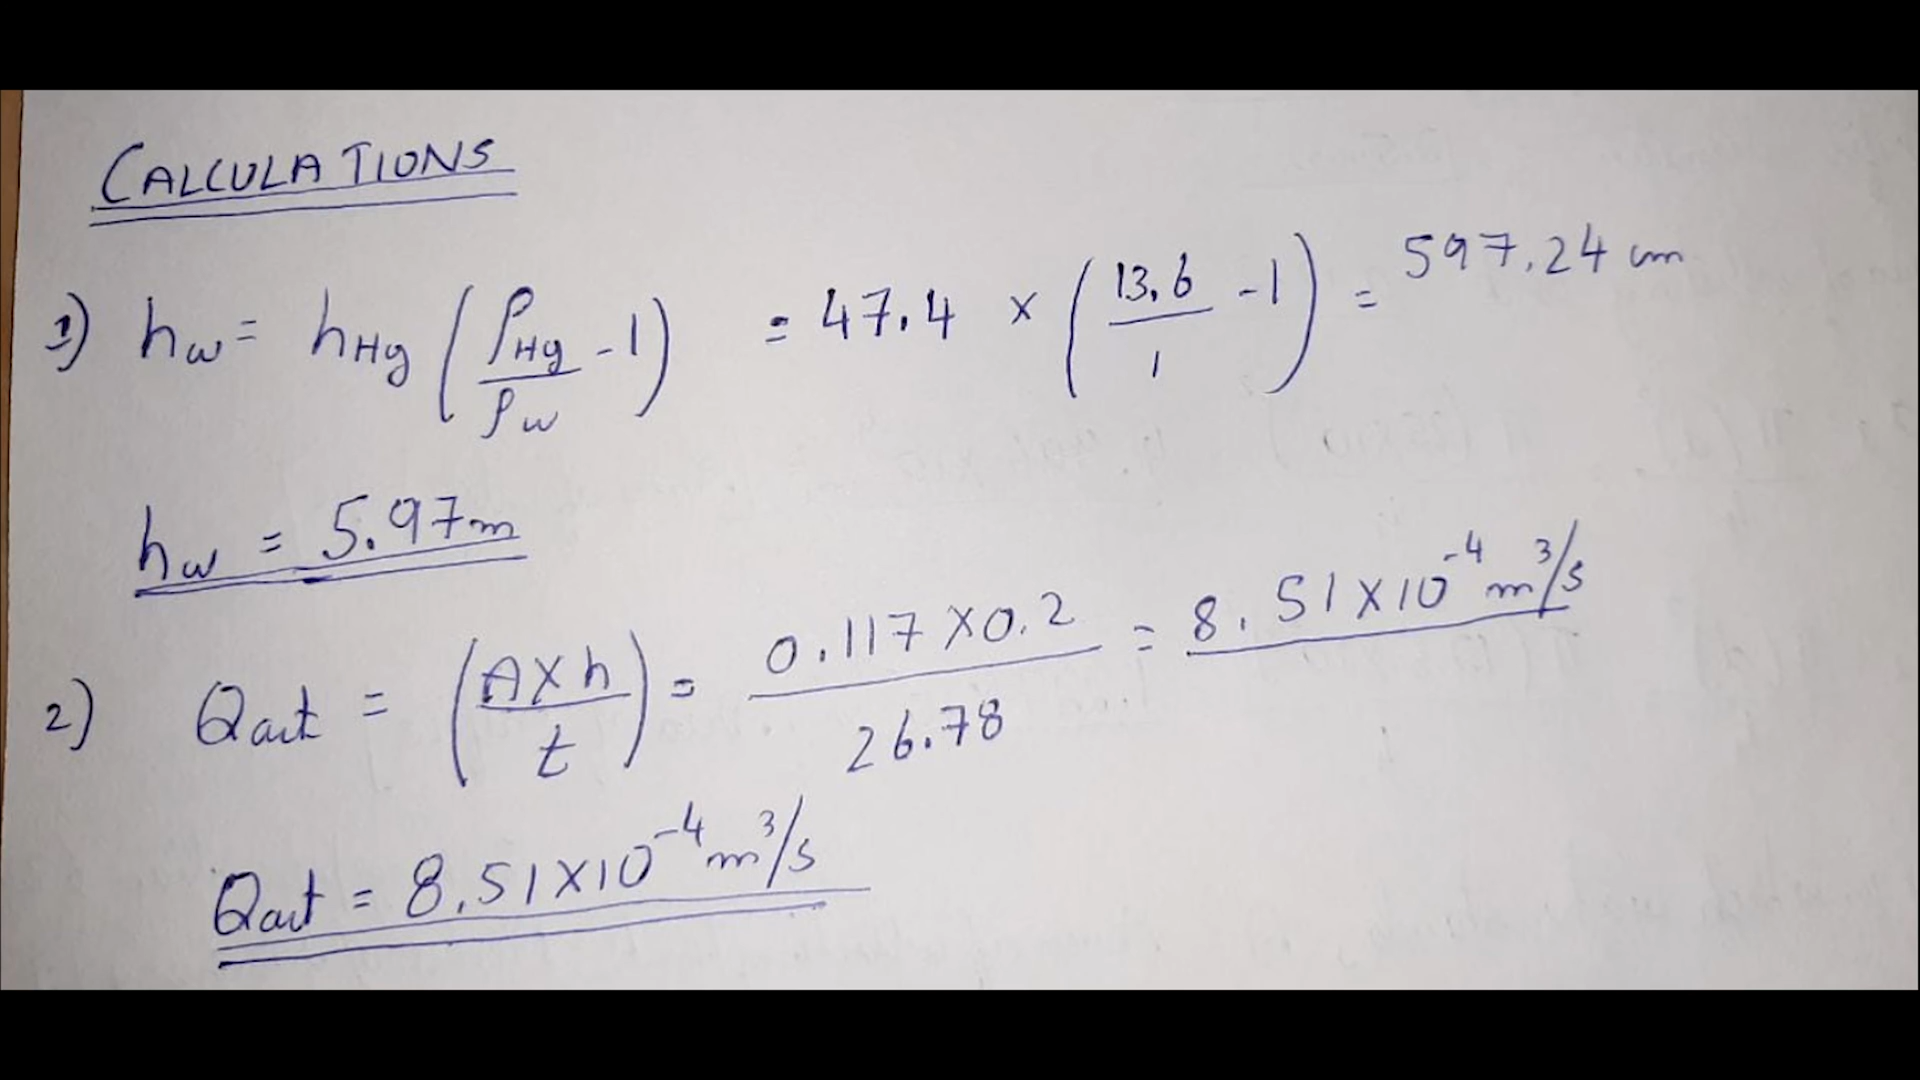 CALCULATIONS
1) hw = hHg (ρHg/ρw - 1) = 47.4 × (13.6/1 - 1) = 597.24 cm
hw = 5.97m
2) Qact = (A×h/t) = 0.117×0.2/26.78 = 8.51×10⁻⁴ m³/s
Qact = 8.51×10⁻⁴ m³/s